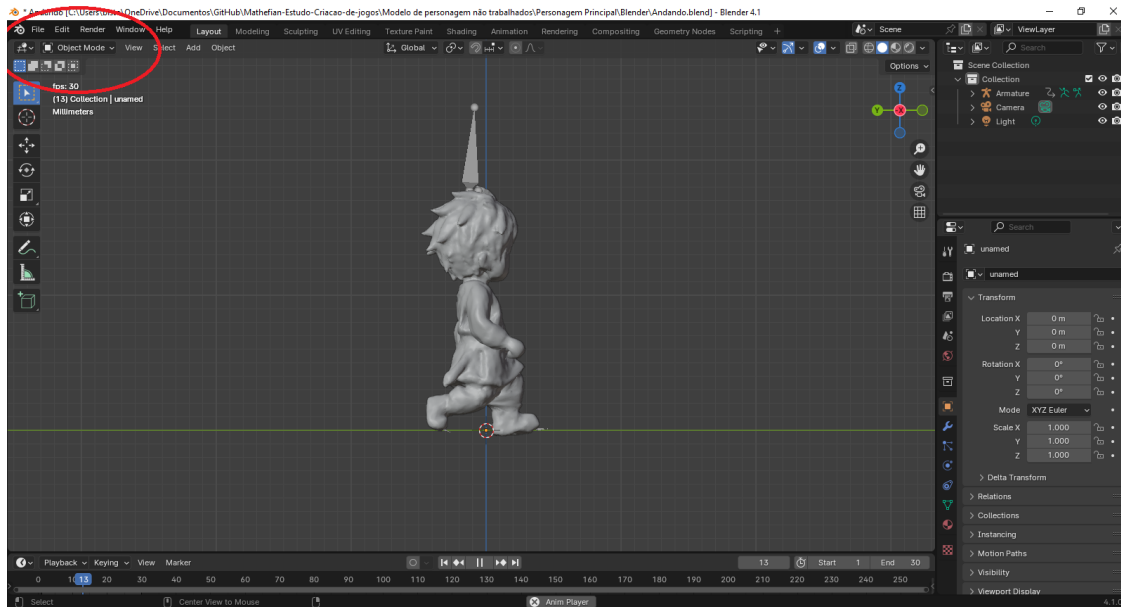 * Andando [C:\Users\bisto\OneDrive\Documentos\GitHub\Mathefian-Estudo-Criacao-de-jogos\Modelo de personagem não trabalhados\Personagem Principal\Blender\Andando.blend] - Blender 4.1
File Edit Render Window Help Layout Modeling Sculpting UV Editing Texture Paint Shading Animation Rendering Compositing Geometry Nodes Scripting + Scene ViewLayer
Object Mode View Select Add Object Global Search
Options
Scene Collection
Collection
Armature
Camera
Light
fps: 30
(13) Collection | unamed
Millimeters
Z
Y
-X
Search
unamed
unamed
Transform
Location X 0 m
Y 0 m
Z 0 m
Rotation X 0°
Y 0°
Z 0°
Mode XYZ Euler
Scale X 1.000
Y 1.000
Z 1.000
Delta Transform
Relations
Collections
Instancing
Motion Paths
Visibility
Viewport Display
Playback Keying View Marker 13 Start 1 End 30
0 10 13 20 30 40 50 60 70 80 90 100 110 120 130 140 150 160 170 180 190 200 210 220 230 240 250
Select Center View to Mouse Anim Player 4.1.0